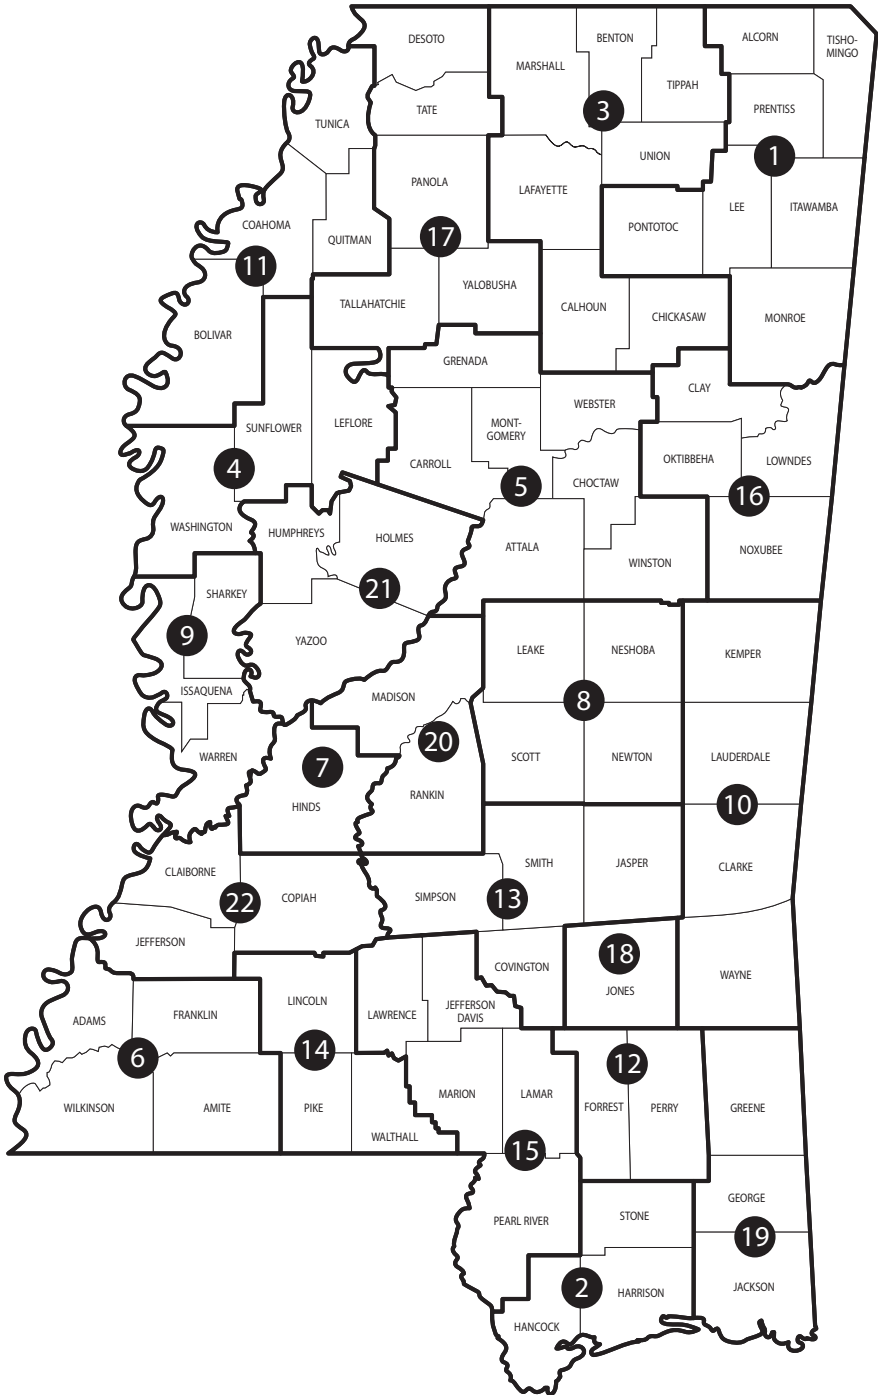 DESOTO
BENTON
ALCORN
TISHO-
MINGO
MARSHALL
TIPPAH
TATE
3
PRENTISS
TUNICA
1
UNION
PANOLA
LAFAYETTE
LEE
ITAWAMBA
COAHOMA
QUITMAN
17
PONTOTOC
11
YALOBUSHA
TALLAHATCHIE
CALHOUN
CHICKASAW
MONROE
BOLIVAR
GRENADA
CLAY
WEBSTER
SUNFLOWER
LEFLORE
MONT-
GOMERY
CARROLL
OKTIBBEHA
LOWNDES
4
5
CHOCTAW
16
WASHINGTON
HUMPHREYS
HOLMES
ATTALA
NOXUBEE
WINSTON
SHARKEY
21
9
YAZOO
LEAKE
NESHOBA
KEMPER
ISSAQUENA
MADISON
8
WARREN
7
20
SCOTT
NEWTON
LAUDERDALE
HINDS
RANKIN
10
CLAIBORNE
SMITH
JASPER
CLARKE
22
COPIAH
SIMPSON
13
JEFFERSON
COVINGTON
18
WAYNE
JONES
LINCOLN
LAWRENCE
JEFFERSON
DAVIS
ADAMS
FRANKLIN
6
14
12
WILKINSON
AMITE
PIKE
WALTHALL
MARION
LAMAR
FORREST
PERRY
GREENE
15
PEARL RIVER
STONE
GEORGE
19
2
HARRISON
JACKSON
HANCOCK